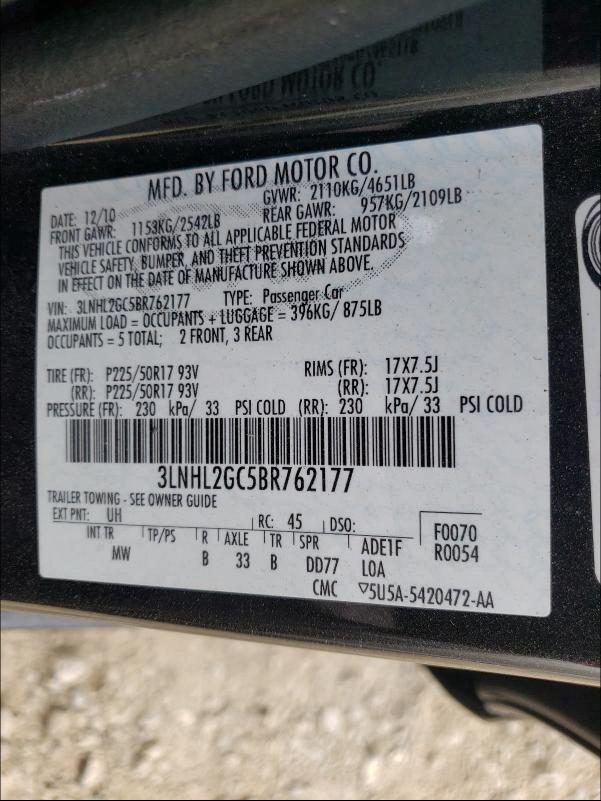 MFD. BY FORD MOTOR CO.
DATE: 12/10 GVWR: 2110KG/4651LB
FRONT GAWR: 1153KG/2542LB REAR GAWR: 957KG/2109LB
THIS VEHICLE CONFORMS TO ALL APPLICABLE FEDERAL MOTOR
VEHICLE SAFETY, BUMPER, AND THEFT PREVENTION STANDARDS
IN EFFECT ON THE DATE OF MANUFACTURE SHOWN ABOVE.
VIN: 3LNHL2GC5BR762177 TYPE: Passenger Car
MAXIMUM LOAD = OCCUPANTS + LUGGAGE = 396KG/ 875LB
OCCUPANTS = 5 TOTAL; 2 FRONT, 3 REAR
TIRE (FR): P225/50R17 93V RIMS (FR): 17X7.5J
(RR): P225/50R17 93V (RR): 17X7.5J
PRESSURE (FR): 230 kPa/ 33 PSI COLD (RR): 230 kPa/ 33 PSI COLD
3LNHL2GC5BR762177
TRAILER TOWING - SEE OWNER GUIDE
EXT PNT: UH RC: 45 DSO: F0070
INT TR TP/PS R AXLE TR SPR ADE1F R0054
MW B 33 B DD77 LOA
CMC ▽5U5A-5420472-AA